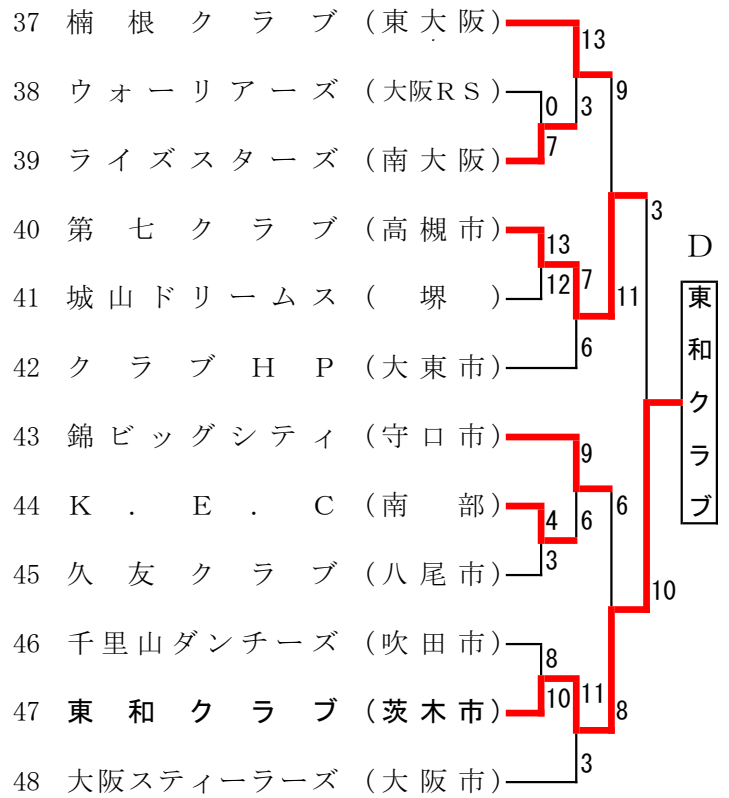 37 楠根クラブ (東大阪)
13
38 ウォーリアーズ (大阪RS)
0 3 9
39 ライズスターズ (南大阪)
7
3
40 第七クラブ (高槻市)
13
D
41 城山ドリームス (堺)
12 7 11
42 クラブHP (大東市)
6
東和クラブ
43 錦ビッグシティ (守口市)
9
44 K.E.C (南部)
4 6 6
45 久友クラブ (八尾市)
3
10
46 千里山ダンチーズ (吹田市)
8
47 東和クラブ (茨木市)
10 11 8
48 大阪スティーラーズ (大阪市)
3